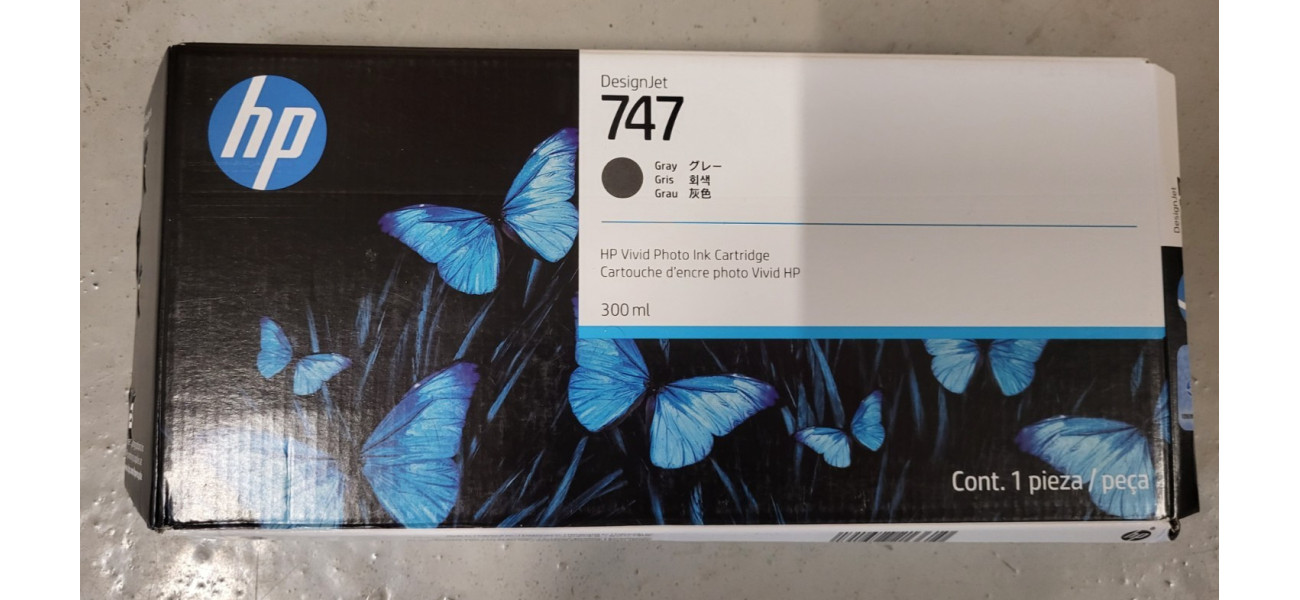 hp
DesignJet
747
Gray グレー
Gris 회색
Grau 灰色
HP Vivid Photo Ink Cartridge
Cartouche d'encre photo Vivid HP
300 ml
Cont. 1 pieza / peça
DesignJet
hp